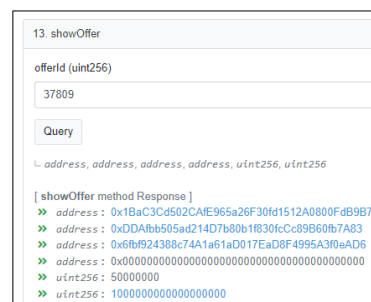 13. showOffer
offerId (uint256)
37809
Query
address, address, address, address, uint256, uint256
[ showOffer method Response ]
>> address : 0x1BaC3Cd502CAfE965a26F30fd1512A0800FdB9B7
>> address : 0xDDAfbb505ad214D7b80b1f830fcCc89B60fb7A83
>> address : 0x6fbf924388c74A1a61aD017EaD8F4995A3f0eAD6
>> address : 0x0000000000000000000000000000000000000000
>> uint256 : 50000000
>> uint256 : 1000000000000000000